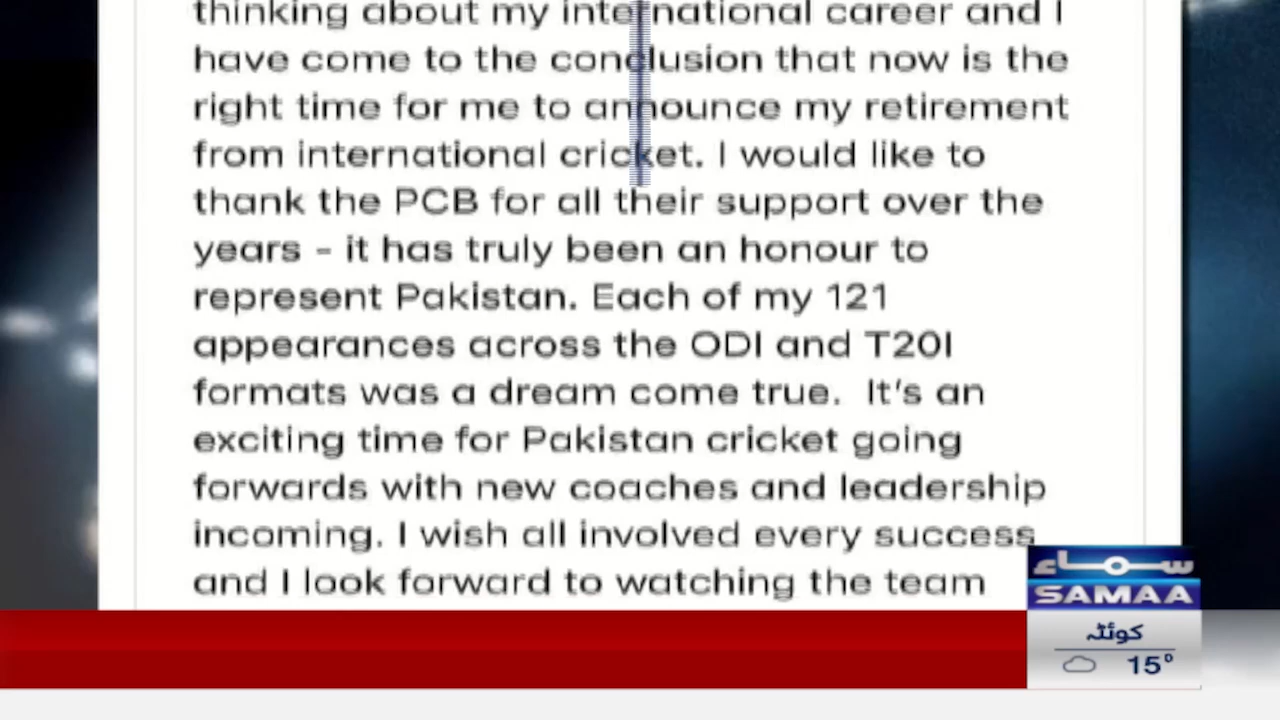 thinking about my international career and I
have come to the conclusion that now is the
right time for me to announce my retirement
from international cricket. I would like to
thank the PCB for all their support over the
years - it has truly been an honour to
represent Pakistan. Each of my 121
appearances across the ODI and T20I
formats was a dream come true. It's an
exciting time for Pakistan cricket going
forwards with new coaches and leadership
incoming. I wish all involved every success
and I look forward to watching the team
سماء
SAMAA
کوئٹہ
15°